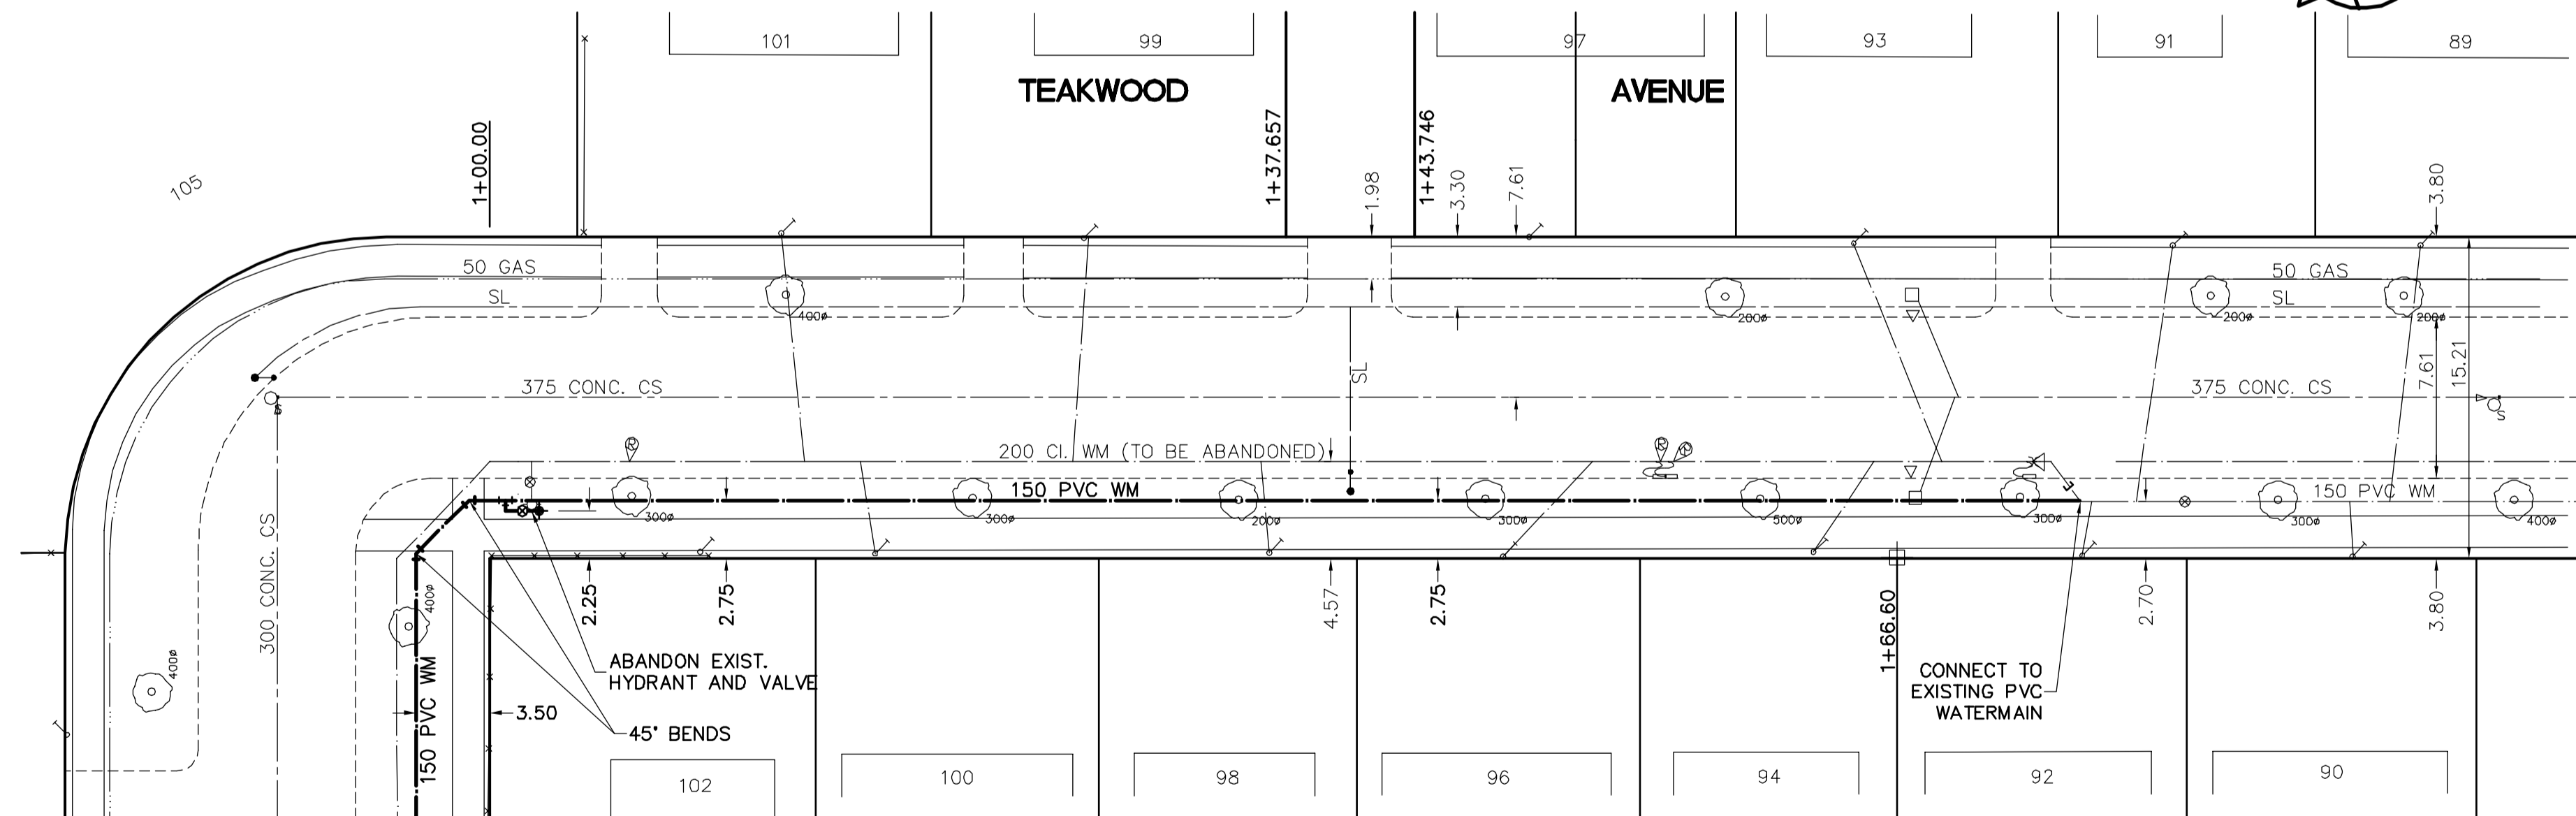 101
99
97
93
91
89
TEAKWOOD AVENUE
105
1+00.00
1+37.657
1.98
1+43.746
3.30
7.61
3.80
50 GAS
50 GAS
SL
SL
400ø
200ø
200ø
200ø
375 CONC. CS
SL
375 CONC. CS
7.61
15.21
S
S
R
200 CI. WM (TO BE ABANDONED)
R
150 PVC WM
150 PVC WM
300ø
300ø
200ø
300ø
500ø
300ø
300ø
400ø
300 CONC. CS
400ø
2.25
2.75
4.57
2.75
1+66.60
2.70
3.80
400ø
150 PVC WM
ABANDON EXIST.
HYDRANT AND VALVE
3.50
45° BENDS
CONNECT TO
EXISTING PVC
WATERMAIN
102
100
98
96
94
92
90